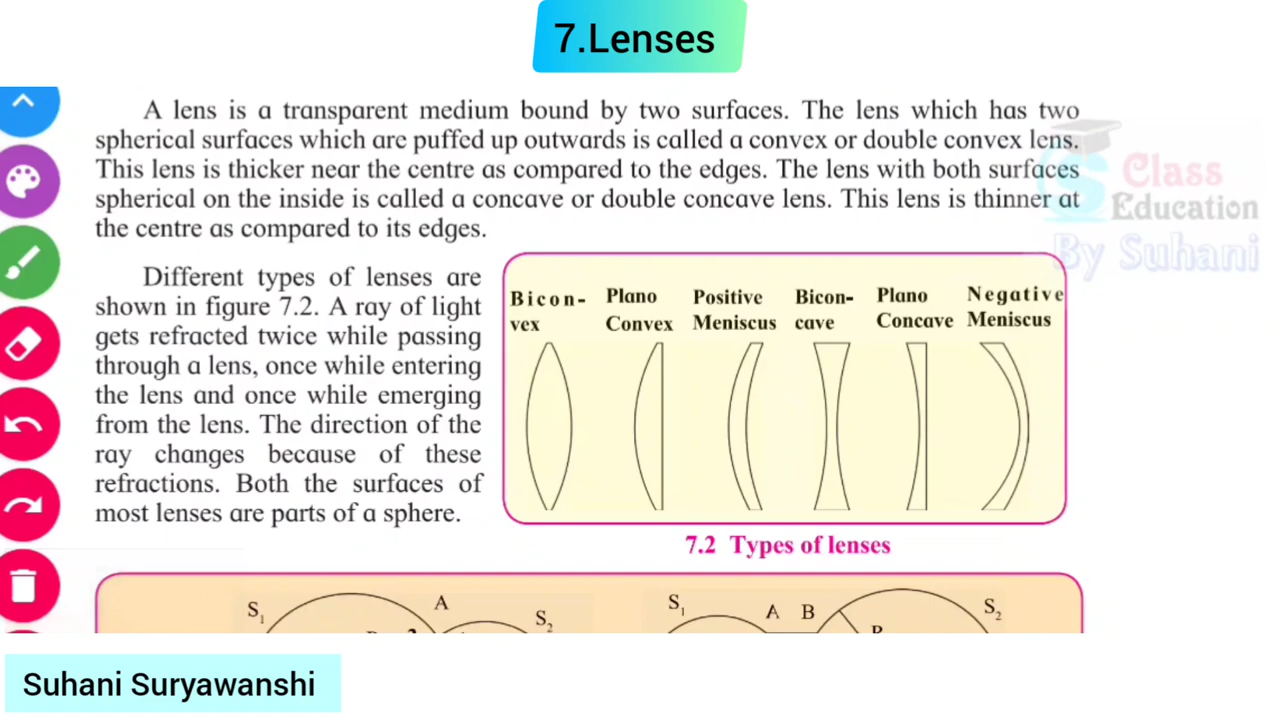 7.Lenses
A lens is a transparent medium bound by two surfaces. The lens which has two
spherical surfaces which are puffed up outwards is called a convex or double convex lens.
This lens is thicker near the centre as compared to the edges. The lens with both surfaces
spherical on the inside is called a concave or double concave lens. This lens is thinner at
the centre as compared to its edges.
Class
Education
By Suhani
Different types of lenses are
shown in figure 7.2. A ray of light
gets refracted twice while passing
through a lens, once while entering
the lens and once while emerging
from the lens. The direction of the
ray changes because of these
refractions. Both the surfaces of
most lenses are parts of a sphere.
Bicon-
vex
Plano
Convex
Positive
Meniscus
Bicon-
cave
Plano
Concave
Negative
Meniscus
7.2 Types of lenses
S₁ A S₂ S₁ A B S₂
Suhani Suryawanshi